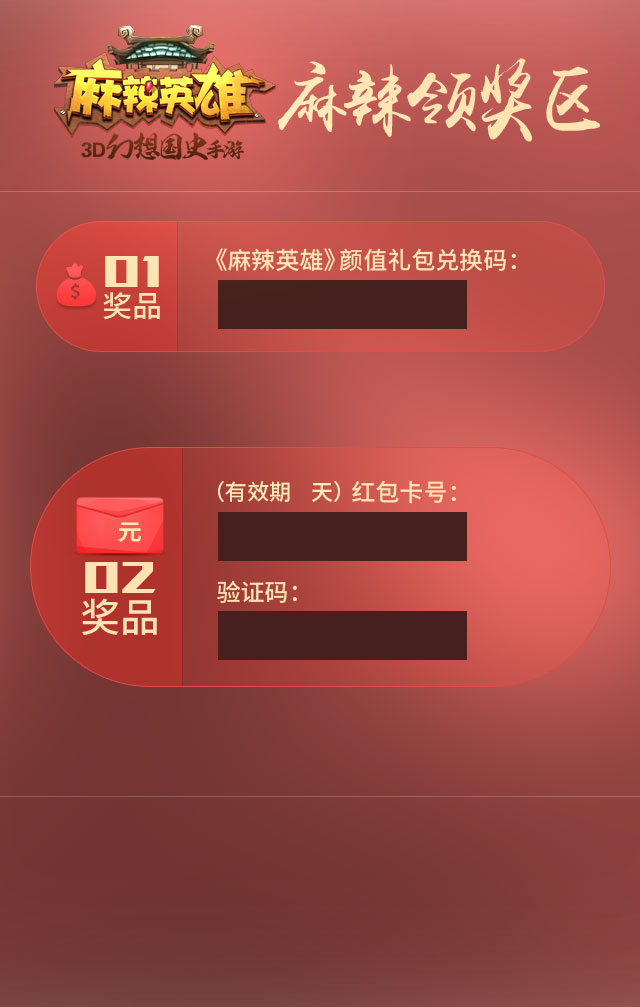 麻辣英雄
3D幻想国史手游
麻辣领奖区
01
奖品
《麻辣英雄》颜值礼包兑换码：
元
02
奖品
（有效期 天）红包卡号：
验证码：